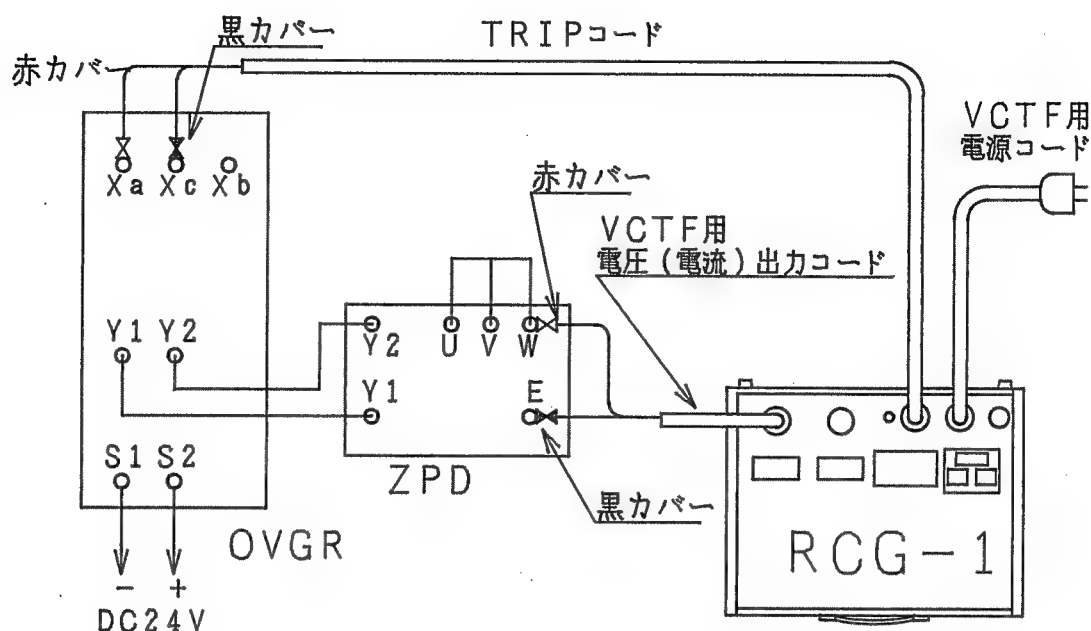 黒カバー
TRIPコード
赤カバー
VCTF用
電源コード
Xa Xc Xb
赤カバー
VCTF用
電圧(電流)出力コード
Y1 Y2
Y2 U V W
Y1 E
S1 S2
ZPD
黒カバー
OVGR
RCG-1
- +
DC24V